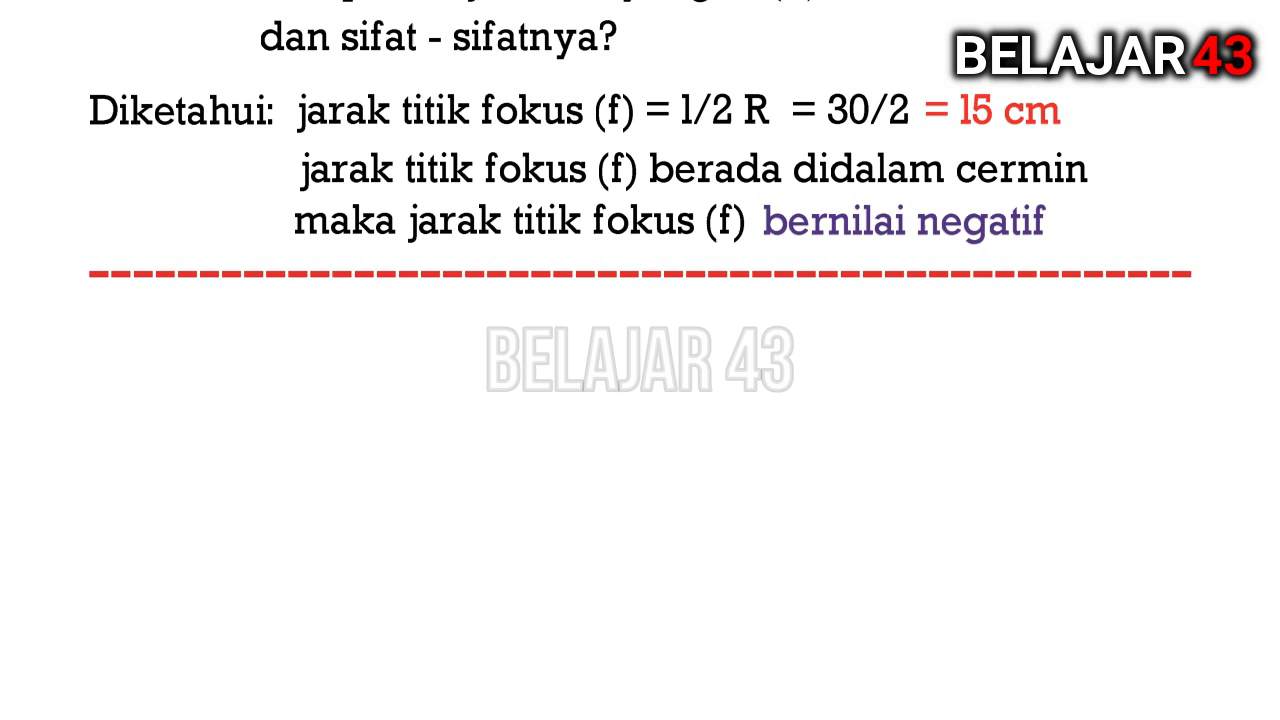 dan sifat - sifatnya?
BELAJAR 43
Diketahui: jarak titik fokus (f) = 1/2 R = 30/2 = 15 cm
jarak titik fokus (f) berada didalam cermin
maka jarak titik fokus (f) bernilai negatif
BELAJAR 43